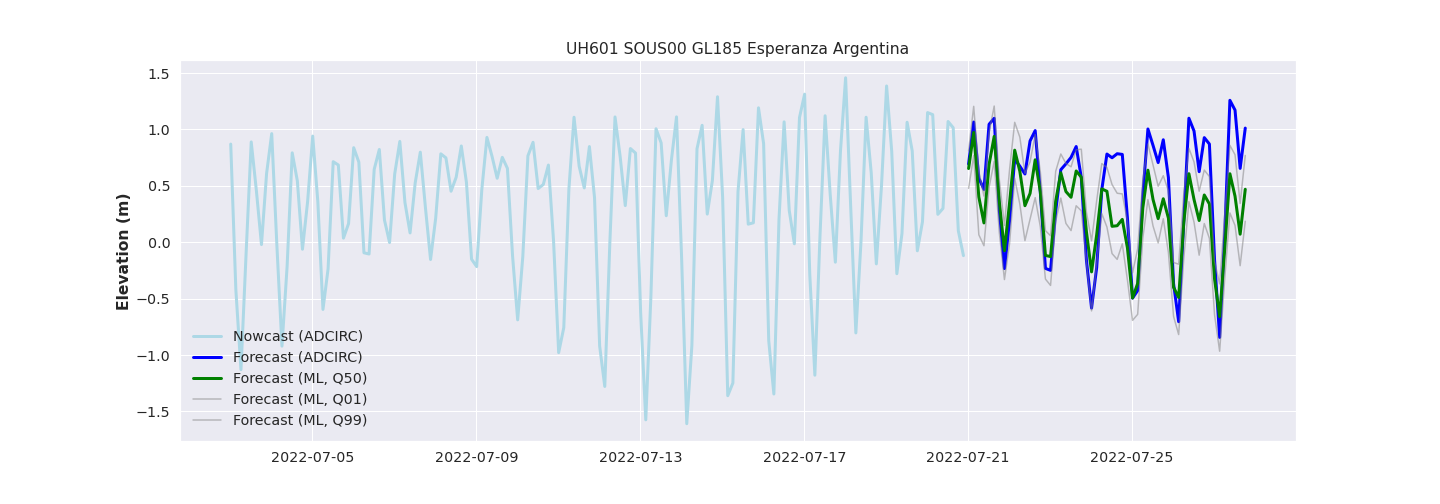 UH601 SOUS00 GL185 Esperanza Argentina
1.5
1.0
0.5
0.0
−0.5
−1.0
−1.5
Elevation (m)
Nowcast (ADCIRC)
Forecast (ADCIRC)
Forecast (ML, Q50)
Forecast (ML, Q01)
Forecast (ML, Q99)
2022-07-05
2022-07-09
2022-07-13
2022-07-17
2022-07-21
2022-07-25